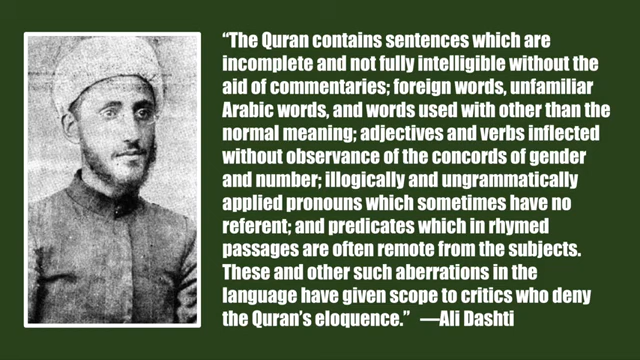 “The Quran contains sentences which are
incomplete and not fully intelligible without the
aid of commentaries; foreign words, unfamiliar
Arabic words, and words used with other than the
normal meaning; adjectives and verbs inflected
without observance of the concords of gender
and number; illogically and ungrammatically
applied pronouns which sometimes have no
referent; and predicates which in rhymed
passages are often remote from the subjects.
These and other such aberrations in the
language have given scope to critics who deny
the Quran’s eloquence.” —Ali Dashti